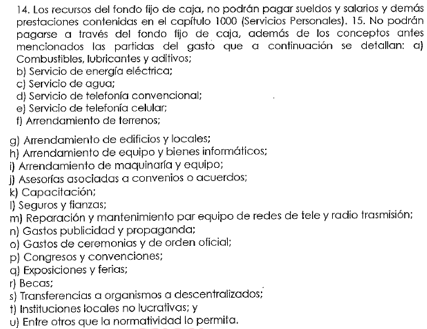 14. Los recursos del fondo fijo de caja, no podrán pagar sueldos y salarios y demás
prestaciones contenidas en el capítulo 1000 (Servicios Personales). 15. No podrán
pagarse a través del fondo fijo de caja, además de los conceptos antes
mencionados las partidas del gasto que a continuación se detallan: a)
Combustibles, lubricantes y aditivos;
b) Servicio de energía eléctrica;
c) Servicio de agua;
d) Servicio de telefonía convencional;
e) Servicio de telefonía celular;
f) Arrendamiento de terrenos;
g) Arrendamiento de edificios y locales;
h) Arrendamiento de equipo y bienes informáticos;
i) Arrendamiento de maquinaría y equipo;
j) Asesorías asociadas a convenios o acuerdos;
k) Capacitación;
l) Seguros y fianzas;
m) Reparación y mantenimiento par equipo de redes de tele y radio trasmisión;
n) Gastos publicidad y propaganda;
o) Gastos de ceremonias y de orden oficial;
p) Congresos y convenciones;
q) Exposiciones y ferias;
r) Becas;
s) Transferencias a organismos a descentralizados;
t) Instituciones locales no lucrativas; y
u) Entre otros que la normatividad lo permita.